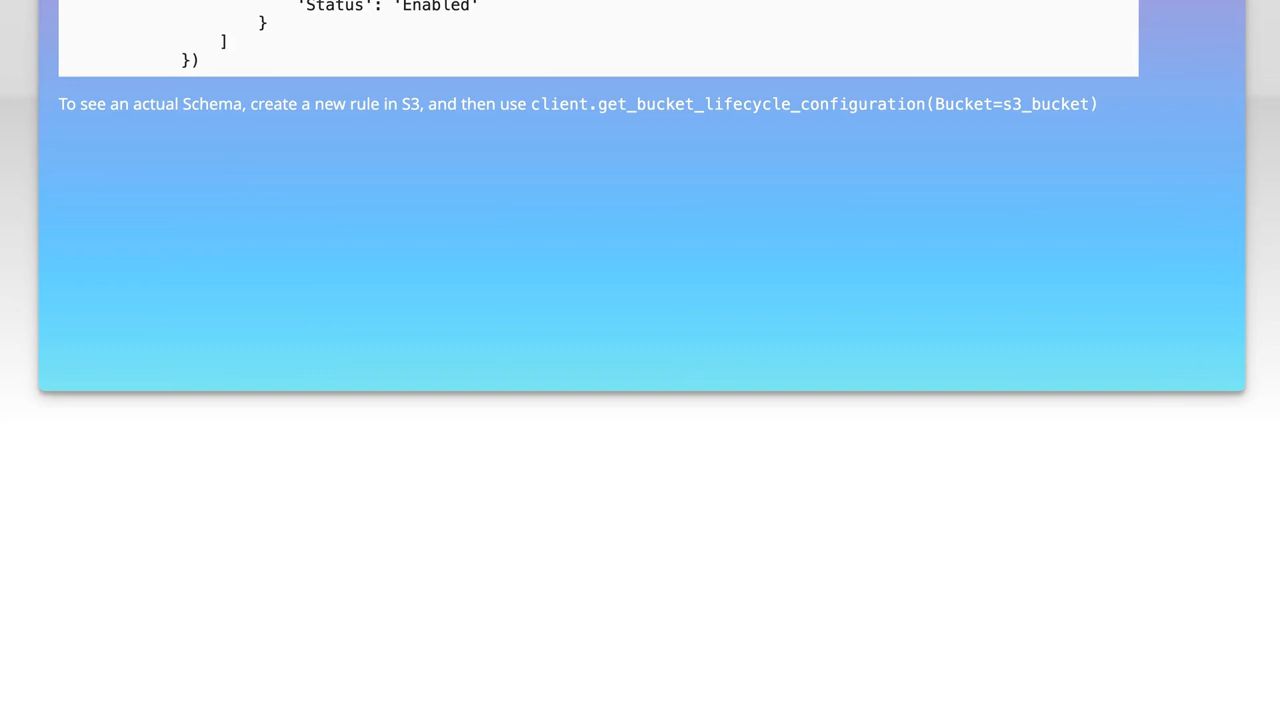 'Status': 'Enabled'
}
]
})
To see an actual Schema, create a new rule in S3, and then use client.get_bucket_lifecycle_configuration(Bucket=s3_bucket)